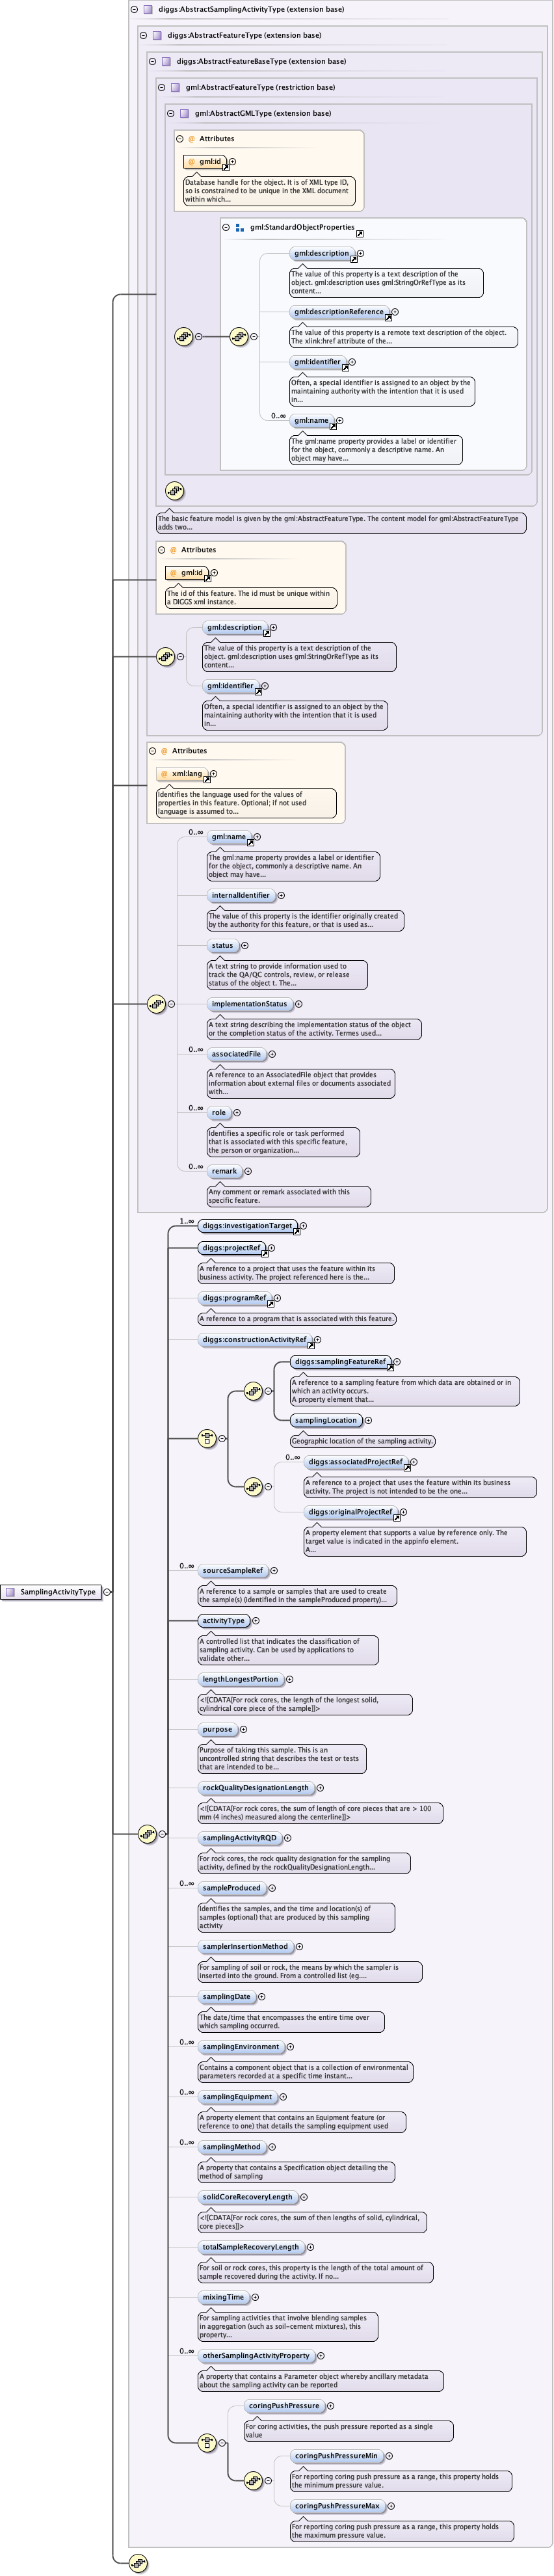 diggs:AbstractSamplingActivityType (extension base)
diggs:AbstractFeatureType (extension base)
diggs:AbstractFeatureBaseType (extension base)
gml:AbstractFeatureType (restriction base)
gml:AbstractGMLType (extension base)
@ Attributes
@ gml:id
Database handle for the object. It is of XML type ID,
so is constrained to be unique in the XML document
within which...
gml:StandardObjectProperties
gml:description
The value of this property is a text description of the
object. gml:description uses gml:StringOrRefType as its
content...
gml:descriptionReference
The value of this property is a remote text description of the object.
The xlink:href attribute of the...
gml:identifier
Often, a special identifier is assigned to an object by the
maintaining authority with the intention that it is used
in...
0..∞
gml:name
The gml:name property provides a label or identifier
for the object, commonly a descriptive name. An
object may have...
The basic feature model is given by the gml:AbstractFeatureType. The content model for gml:AbstractFeatureType
adds two...
@ Attributes
@ gml:id
The id of this feature. The id must be unique within
a DIGGS xml instance.
gml:description
The value of this property is a text description of the
object. gml:description uses gml:StringOrRefType as its
content...
gml:identifier
Often, a special identifier is assigned to an object by the
maintaining authority with the intention that it is used
in...
@ Attributes
@ xml:lang
Identifies the language used for the values of
properties in this feature. Optional; if not used
language is assumed to...
0..∞
gml:name
The gml:name property provides a label or identifier
for the object, commonly a descriptive name. An
object may have...
internalIdentifier
The value of this property is the identifier originally created
by the authority for this feature, or that is used as...
status
A text string to provide information used to
track the QA/QC controls, review, or release
status of the object t. The...
implementationStatus
A text string describing the implementation status of the object
or the completion status of the activity. Termes used...
0..∞
associatedFile
A reference to an AssociatedFile object that provides
information about external files or documents associated
with...
0..∞
role
Identifies a specific role or task performed
that is associated with this specific feature,
the person or organization...
0..∞
remark
Any comment or remark associated with this
specific feature.
1..∞
diggs:investigationTarget
diggs:projectRef
A reference to a project that uses the feature within its
business activity. The project referenced here is the...
diggs:programRef
A reference to a program that is associated with this feature.
diggs:constructionActivityRef
diggs:samplingFeatureRef
A reference to a sampling feature from which data are obtained or in
which an activity occurs.
A property element that...
samplingLocation
Geographic location of the sampling activity.
0..∞
diggs:associatedProjectRef
A reference to a project that uses the feature within its business
activity. The project is not intended to be the one...
diggs:originalProjectRef
A property element that supports a value by reference only. The
target value is indicated in the appinfo element.
A...
0..∞
sourceSampleRef
A reference to a sample or samples that are used to create
the sample(s) (identified in the sampleProduced property)...
SamplingActivityType
activityType
A controlled list that indicates the classification of
sampling activity. Can be used by applications to
validate other...
lengthLongestPortion
<![CDATA[For rock cores, the length of the longest solid,
cylindrical core piece of the sample]]>
purpose
Purpose of taking this sample. This is an
uncontrolled string that describes the test or tests
that are intended to be...
rockQualityDesignationLength
<![CDATA[For rock cores, the sum of length of core pieces that are > 100
mm (4 inches) measured along the centerline]]>
samplingActivityRQD
For rock cores, the rock quality designation for the sampling
activity, defined by the rockQualityDesignationLength...
0..∞
sampleProduced
Identifies the samples, and the time and location(s) of
samples (optional) that are produced by this sampling
activity
samplerInsertionMethod
For sampling of soil or rock, the means by which the sampler is
inserted into the ground. From a controlled list (eg....
samplingDate
The date/time that encompasses the entire time over
which sampling occurred.
0..∞
samplingEnvironment
Contains a component object that is a collection of environmental
parameters recorded at a specific time instant...
0..∞
samplingEquipment
A property element that contains an Equipment feature (or
reference to one) that details the sampling equipment used
0..∞
samplingMethod
A property that contains a Specification object detailing the
method of sampling
solidCoreRecoveryLength
<![CDATA[For rock cores, the sum of then lengths of solid, cylindrical,
core pieces]]>
totalSampleRecoveryLength
For soil or rock cores, this property is the length of the total amount of
sample recovered during the activity. If no...
mixingTime
For sampling activities that involve blending samples
in aggregation (such as soil-cement mixtures), this
property...
0..∞
otherSamplingActivityProperty
A property that contains a Parameter object whereby ancillary metadata
about the sampling activity can be reported
coringPushPressure
For coring activities, the push pressure reported as a single
value
coringPushPressureMin
For reporting coring push pressure as a range, this property holds
the minimum pressure value.
coringPushPressureMax
For reporting coring push pressure as a range, this property holds
the maximum pressure value.